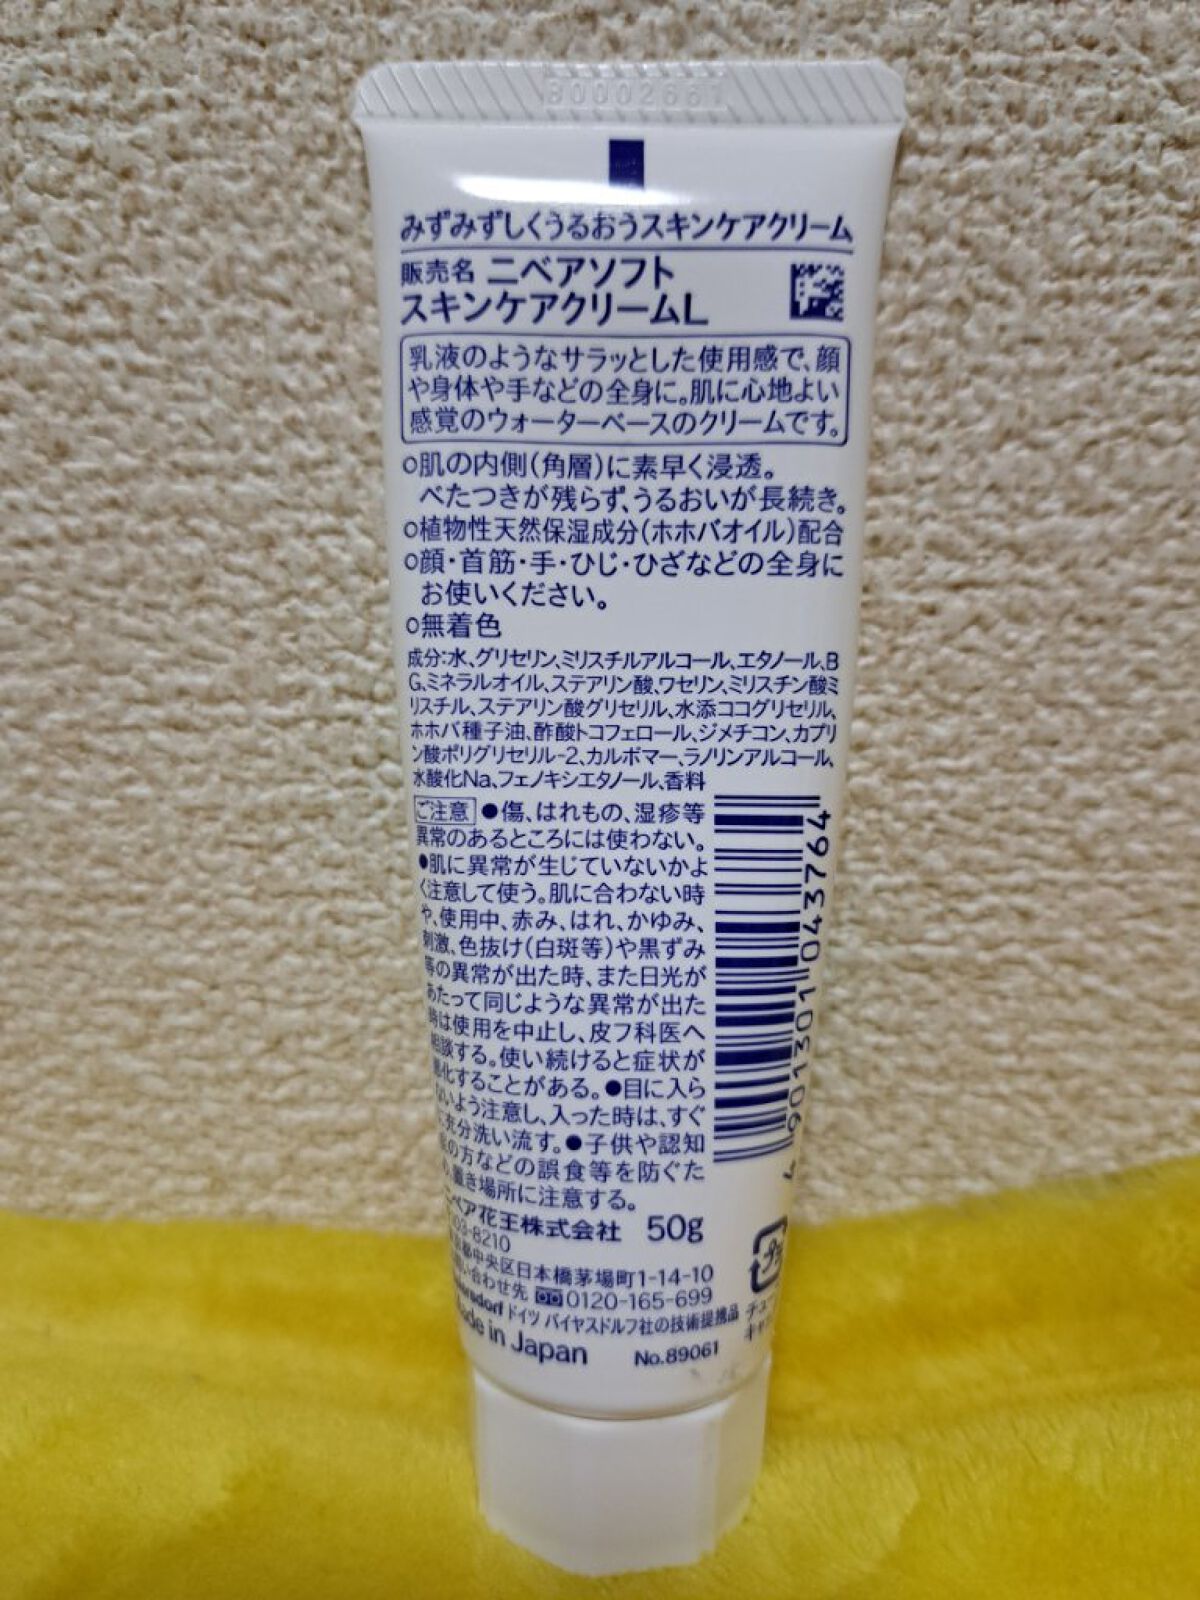 みずみずしくうるおうスキンケアクリーム
販売名 ニベアソフト
スキンケアクリームL
乳液のようなサラッとした使用感で、顔
や身体や手などの全身に。肌に心地よい
感覚のウォーターベースのクリームです。
○肌の内側(角層)に素早く浸透。
べたつきが残らず、うるおいが長続き。
○植物性天然保湿成分(ホホバオイル)配合
○顔・首筋・手・ひじ・ひざなどの全身に
お使いください。
○無着色
成分:水、グリセリン、ミリスチルアルコール、エタノール、B
G、ミネラルオイル、ステアリン酸、ワセリン、ミリスチン酸ミ
リスチル、ステアリン酸グリセリル、水添ココグリセリル、
ホホバ種子油、酢酸トコフェロール、ジメチコン、カプリ
ン酸ポリグリセリル-2、カルボマー、ラノリンアルコール、
水酸化Na、フェノキシエタノール、香料
ご注意 ●傷、はれもの、湿疹等
異常のあるところには使わない。
●肌に異常が生じていないかよ
く注意して使う。肌に合わない時
や、使用中、赤み、はれ、かゆみ、
刺激、色抜け(白斑等)や黒ずみ
等の異常が出た時、また日光が
あたって同じような異常が出た
時は使用を中止し、皮フ科医へ
相談する。使い続けると症状が
悪化することがある。●目に入ら
ないよう注意し、入った時は、すぐ
に充分洗い流す。●子供や認知
の方などの誤食等を防ぐた
置き場所に注意する。
ニベア花王株式会社 50g
03-8210
都中央区日本橋茅場町1-14-10
い合わせ先 0120-165-699
ersdorf ドイツ バイヤスドルフ社の技術提携品
de in Japan No.89061
4 901301 043764
プラ
チュー
キャ